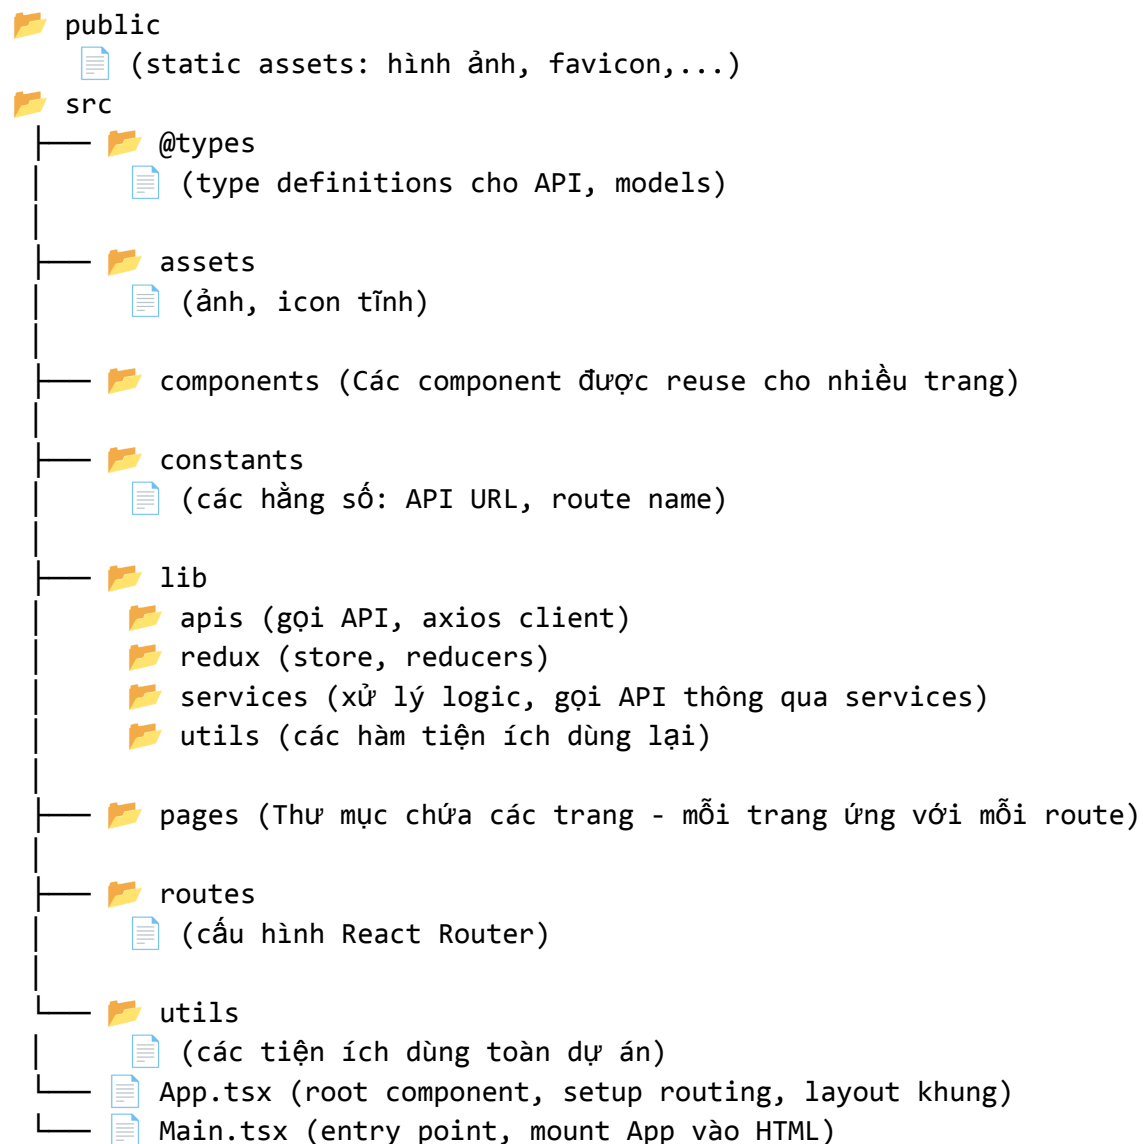 public
(static assets: hình ảnh, favicon,...)
src
@types
(type definitions cho API, models)
assets
(ảnh, icon tĩnh)
components (Các component được reuse cho nhiều trang)
constants
(các hằng số: API URL, route name)
lib
apis (gọi API, axios client)
redux (store, reducers)
services (xử lý logic, gọi API thông qua services)
utils (các hàm tiện ích dùng lại)
pages (Thư mục chứa các trang - mỗi trang ứng với mỗi route)
routes
(cấu hình React Router)
utils
(các tiện ích dùng toàn dự án)
App.tsx (root component, setup routing, layout khung)
Main.tsx (entry point, mount App vào HTML)